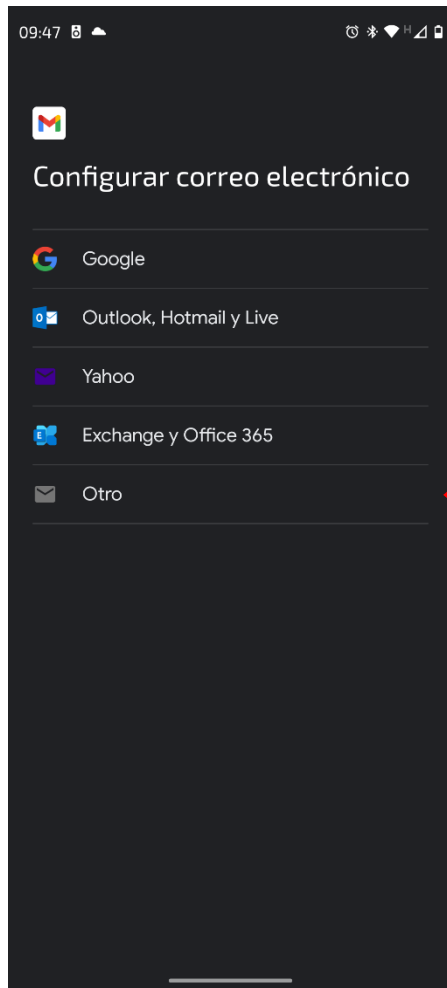 09:47
H
Configurar correo electrónico
Google
Outlook, Hotmail y Live
Yahoo
Exchange y Office 365
Otro